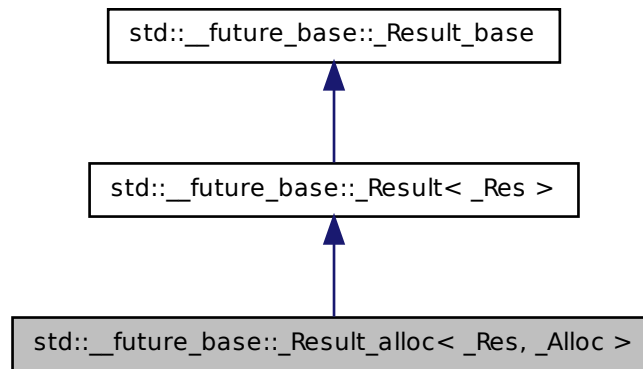 std::__future_base::_Result_base
std::__future_base::_Result< _Res >
std::__future_base::_Result_alloc< _Res, _Alloc >